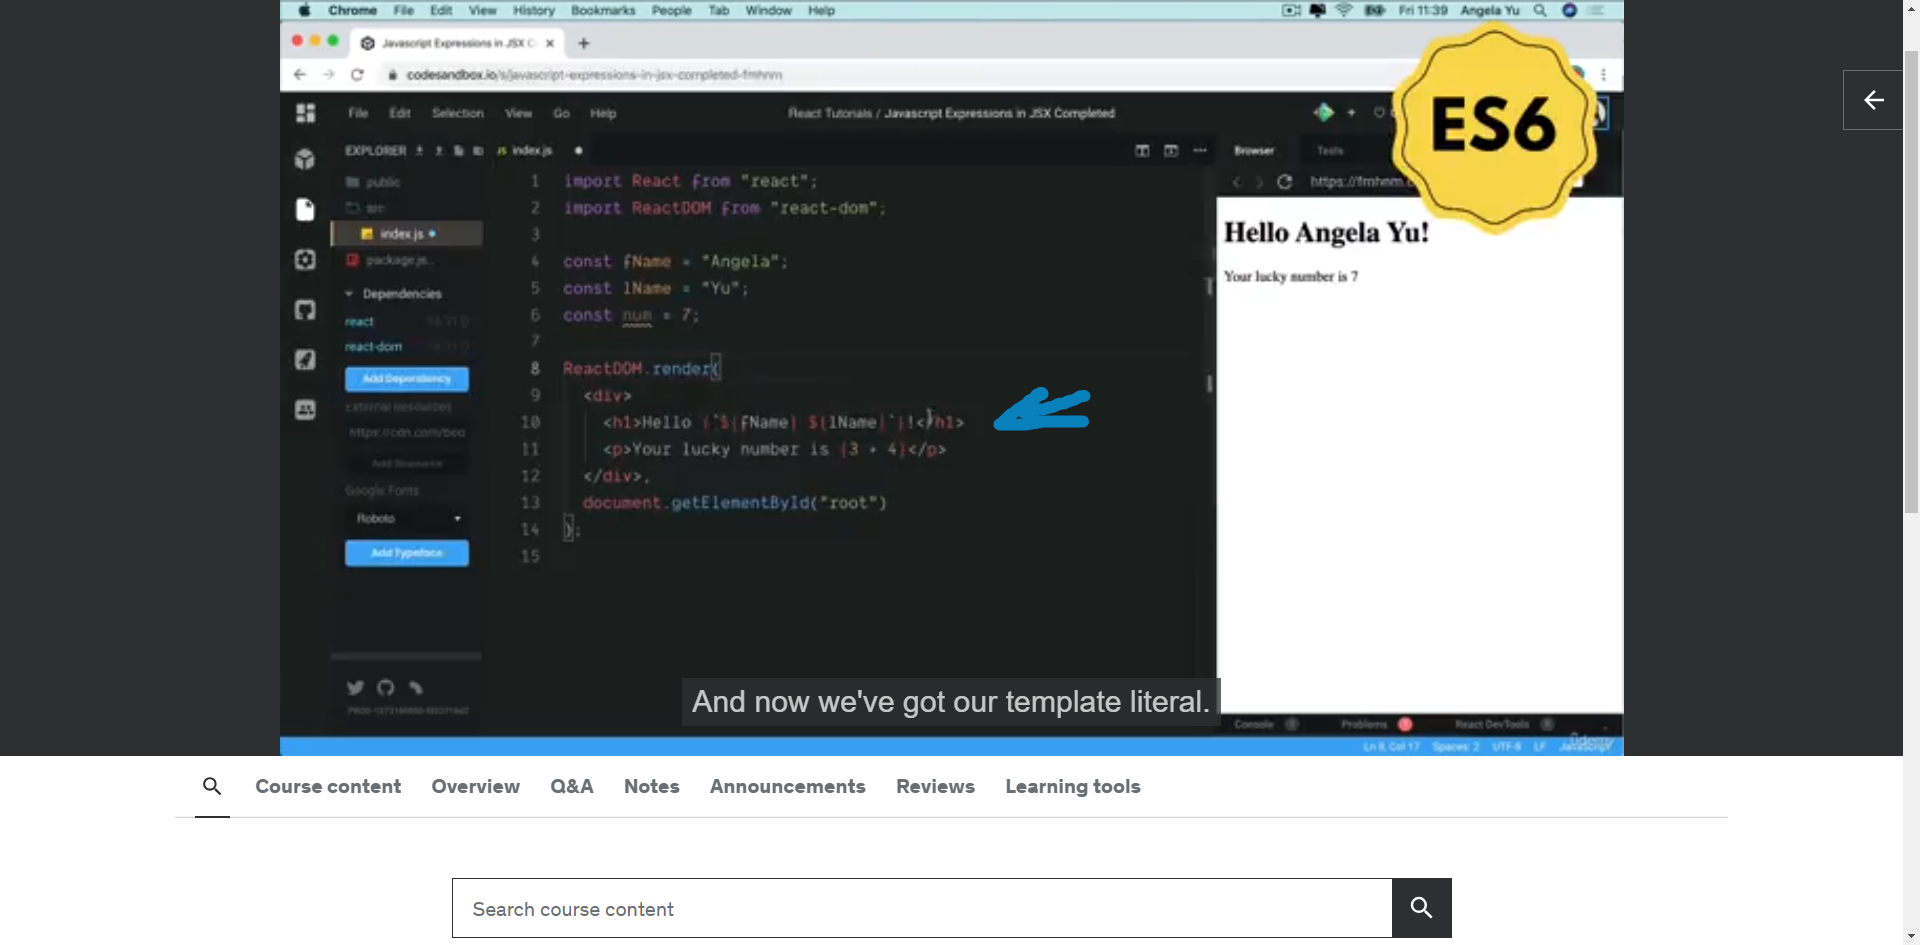 Chrome File Edit View History Bookmarks People Tab Window Help Fri 11:39 Angela Yu
Javascript Expressions in JSX C
codesandbox.io/s/javascript-expressions-in-jsx-completed-fmhnm
ES6
File Edit Selection View Go Help React Tutorials / Javascript Expressions in JSX Completed
EXPLORER JS index.js Browser Tests
public
src
index.js
package.js...
Dependencies
react
react-dom
Add Dependency
External Resources
https://cdn.com/boo
Add Resource
Google Fonts
Roboto
Add Typeface
1 import React from "react";
2 import ReactDOM from "react-dom";
3
4 const fName = "Angela";
5 const lName = "Yu";
6 const num = 7;
7
8 ReactDOM.render(
9 <div>
10 <h1>Hello {`${fName} ${lName}`}!</h1>
11 <p>Your lucky number is {3 + 4}</p>
12 </div>,
13 document.getElementById("root")
14 );
15
https://fmhnm.c
Hello Angela Yu!
Your lucky number is 7
And now we've got our template literal.
Console Problems React DevTools
Ln 8, Col 17 Spaces: 2 UTF-8 LF JavaScript
Udemy
Course content Overview Q&A Notes Announcements Reviews Learning tools
Search course content